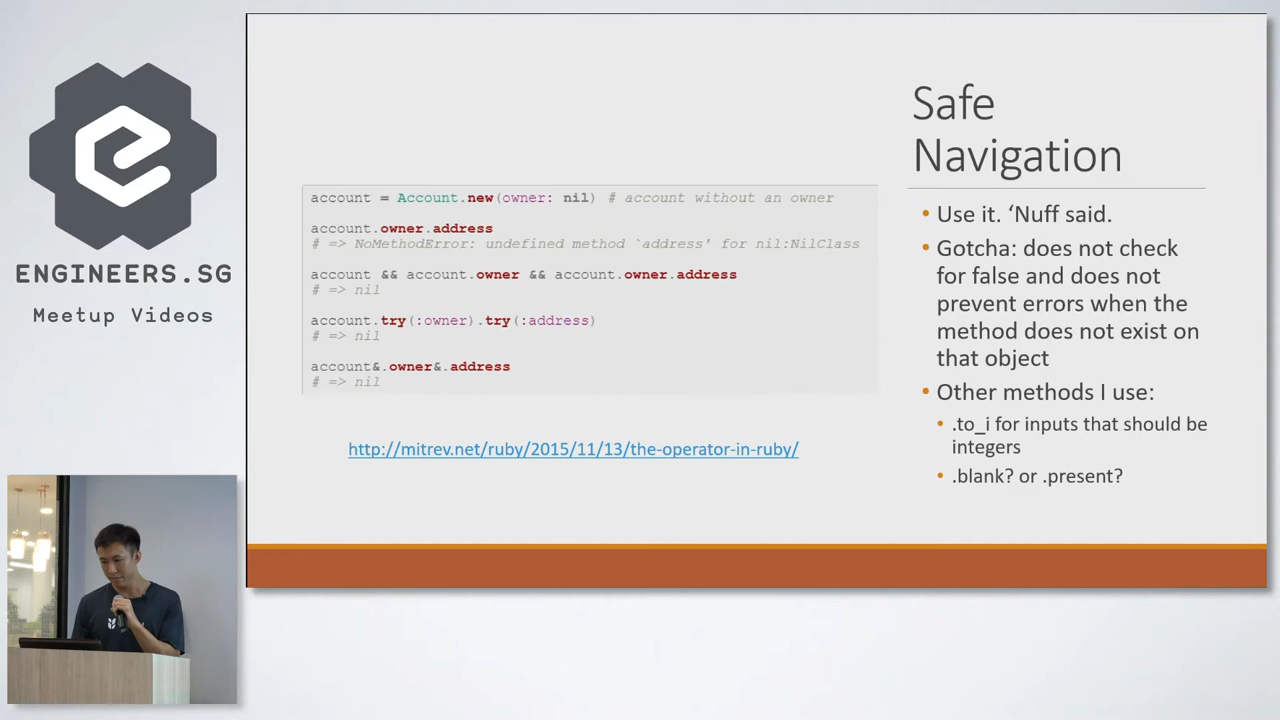 ENGINEERS.SG
Meetup Videos
Safe
Navigation
account = Account.new(owner: nil) # account without an owner
account.owner.address
# => NoMethodError: undefined method `address' for nil:NilClass
account && account.owner && account.owner.address
# => nil
account.try(:owner).try(:address)
# => nil
account&.owner&.address
# => nil
http://mitrev.net/ruby/2015/11/13/the-operator-in-ruby/
• Use it. ‘Nuff said.
• Gotcha: does not check
for false and does not
prevent errors when the
method does not exist on
that object
• Other methods I use:
• .to_i for inputs that should be
integers
• .blank? or .present?